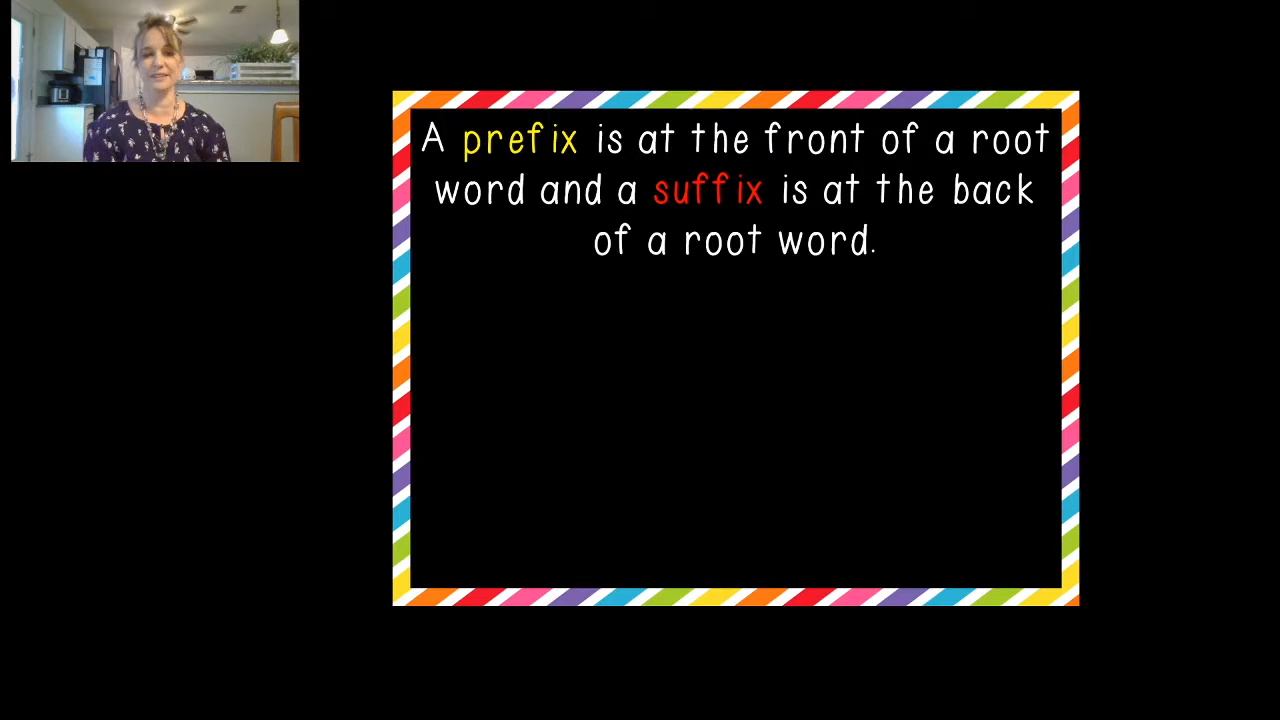 A prefix is at the front of a root
word and a suffix is at the back
of a root word.